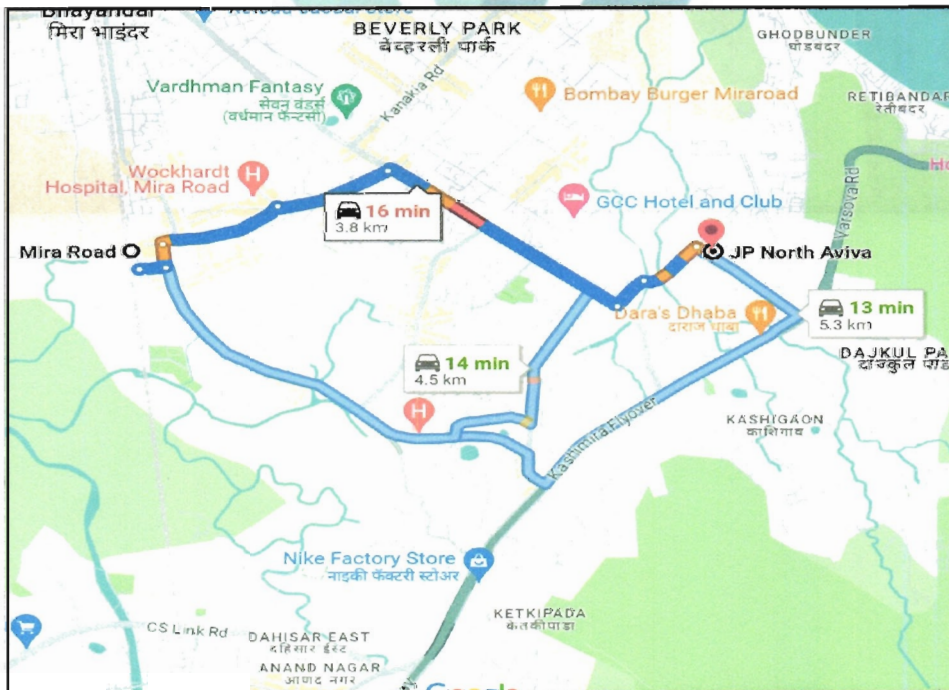 Bhayandar
मिरा भाईंदर
BEVERLY PARK
बेव्हरली पार्क
GHODBUNDER
घोडबंदर
Vardhman Fantasy
सेवन वंडर्स
(वर्धमान फॅन्टसी)
Kanakia Rd
Bombay Burger Miraroad
RETIBANDAR
रेतीबंदर
Wockhardt
Hospital, Mira Road
16 min
3.8 km
GCC Hotel and Club
Varsova Rd
Mira Road
JP North Aviva
Dara's Dhaba
13 min
5.3 km
14 min
4.5 km
DAJKUL PA
KASHIGAON
काशिगाव
Kashimira Flyover
Nike Factory Store
नाइकी फॅक्टरी स्टोअर
KETKIPADA
केतकीपाडा
CS Link Rd
DAHISAR EAST
दहिसर ईस्ट
ANAND NAGAR
आणंद नगर
Google